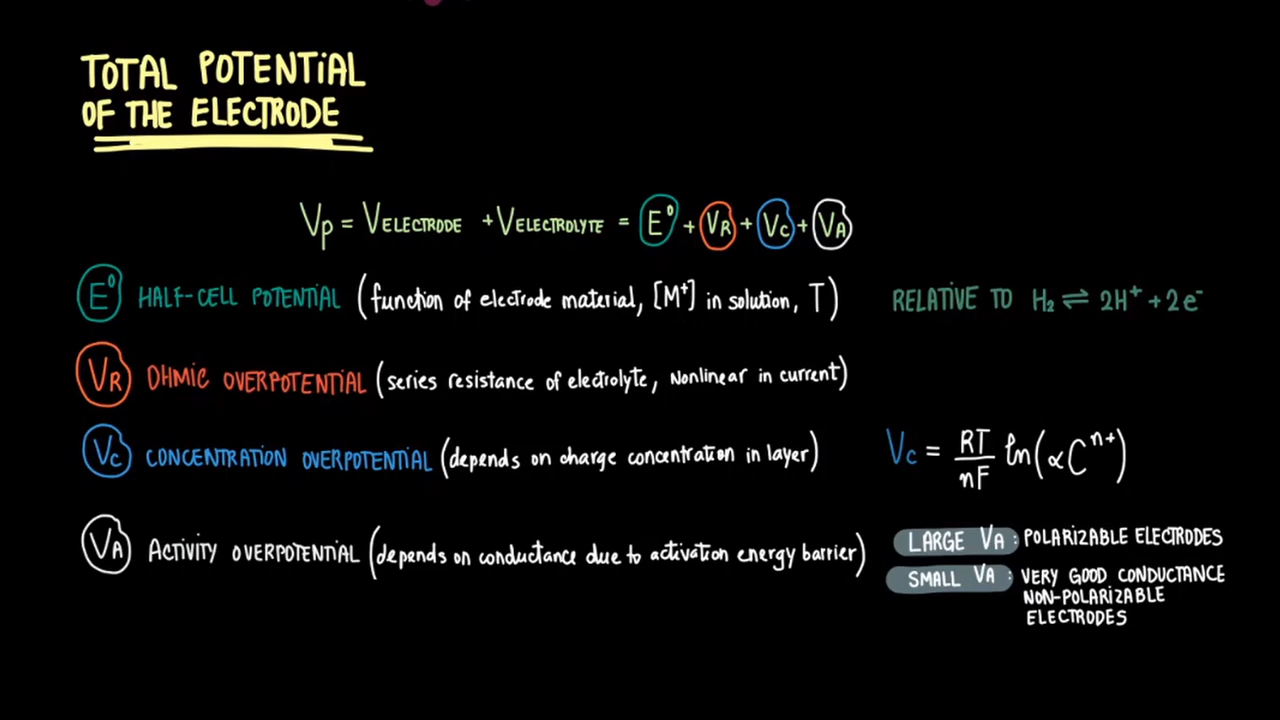 TOTAL POTENTIAL
OF THE ELECTRODE
Vp = VELECTRODE + VELECTROLYTE = E⁰ + VR + VC + VA
E⁰ HALF-CELL POTENTIAL (function of electrode material, [M⁺] in solution, T) RELATIVE TO H₂ ⇌ 2H⁺ + 2e⁻
VR OHMIC OVERPOTENTIAL (series resistance of electrolyte, nonlinear in current)
VC CONCENTRATION OVERPOTENTIAL (depends on charge concentration in layer) Vc = RT/nF ln(αCⁿ⁺)
VA ACTIVITY OVERPOTENTIAL (depends on conductance due to activation energy barrier)
LARGE VA : POLARIZABLE ELECTRODES
SMALL VA : VERY GOOD CONDUCTANCE
NON-POLARIZABLE
ELECTRODES